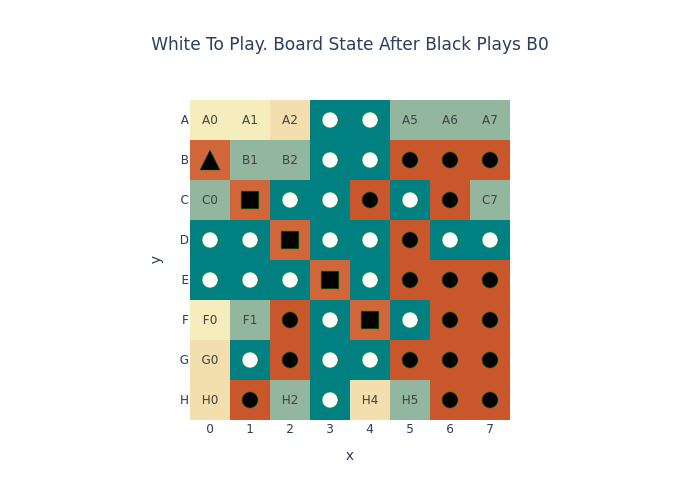 White To Play. Board State After Black Plays B0
A A0 A1 A2 A5 A6 A7
B B1 B2
C C0 C7
D
E
F F0 F1
G G0
H H0 H2 H4 H5
0 1 2 3 4 5 6 7
x
y